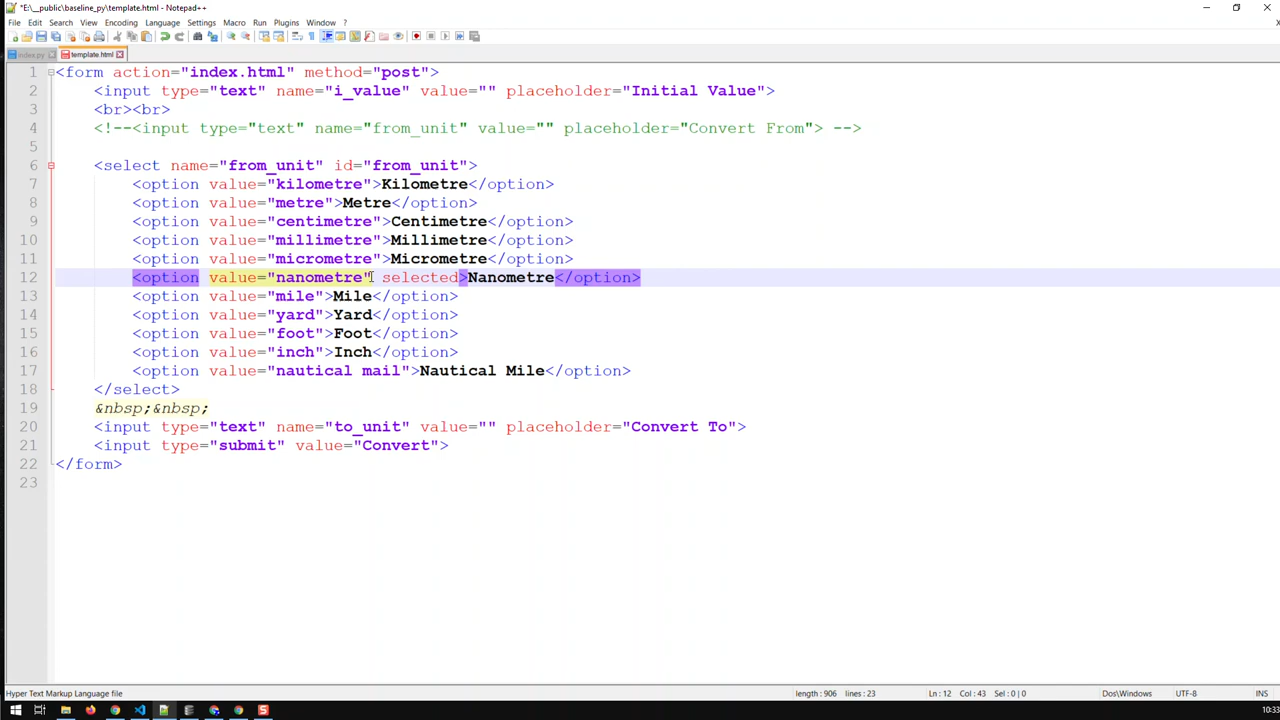 *E:\__public\baseline_py\template.html - Notepad++
File Edit Search View Encoding Language Settings Macro Run Plugins Window ?
X
index.py template.html
1 <form action="index.html" method="post">
2 <input type="text" name="i_value" value="" placeholder="Initial Value">
3 <br><br>
4 <!--<input type="text" name="from_unit" value="" placeholder="Convert From"> -->
5
6 <select name="from_unit" id="from_unit">
7 <option value="kilometre">Kilometre</option>
8 <option value="metre">Metre</option>
9 <option value="centimetre">Centimetre</option>
10 <option value="millimetre">Millimetre</option>
11 <option value="micrometre">Micrometre</option>
12 <option value="nanometre" selected>Nanometre</option>
13 <option value="mile">Mile</option>
14 <option value="yard">Yard</option>
15 <option value="foot">Foot</option>
16 <option value="inch">Inch</option>
17 <option value="nautical mail">Nautical Mile</option>
18 </select>
19 &nbsp;&nbsp;
20 <input type="text" name="to_unit" value="" placeholder="Convert To">
21 <input type="submit" value="Convert">
22 </form>
23
Hyper Text Markup Language file length : 906 lines : 23 Ln : 12 Col : 43 Sel : 0 | 0 Dos\Windows UTF-8 INS
10:33